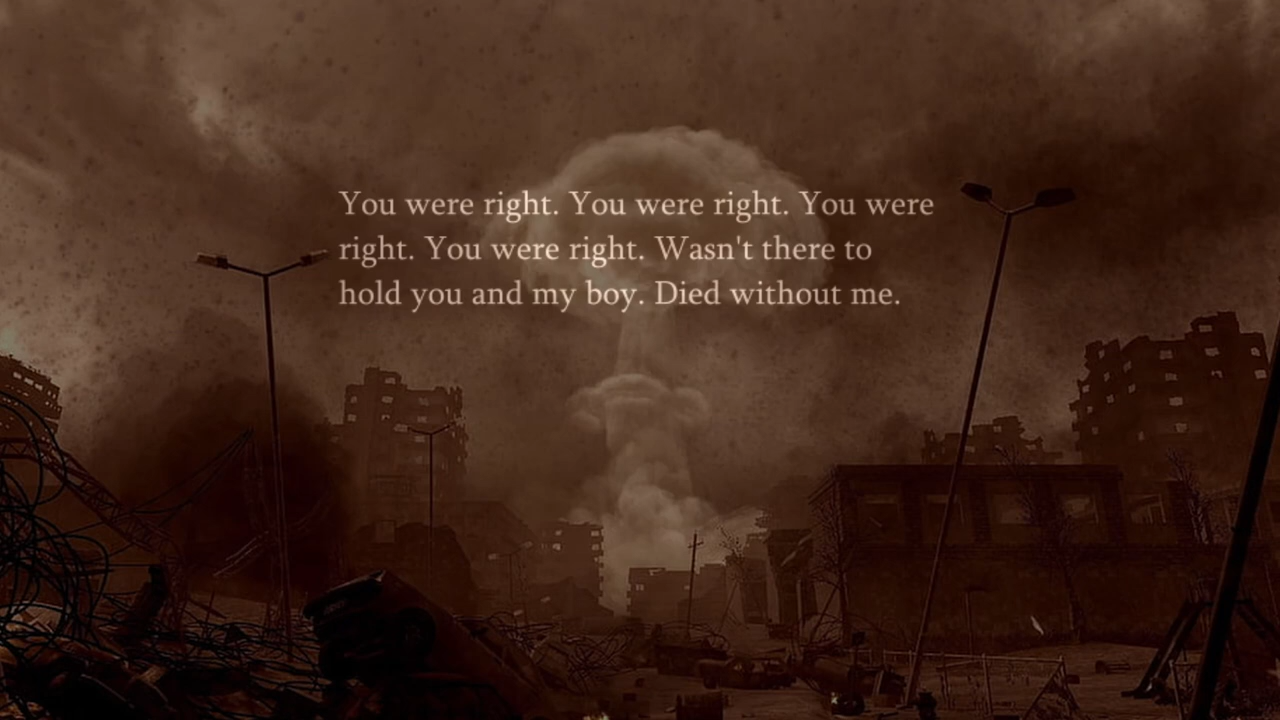 You were right. You were right. You were
right. You were right. Wasn't there to
hold you and my boy. Died without me.